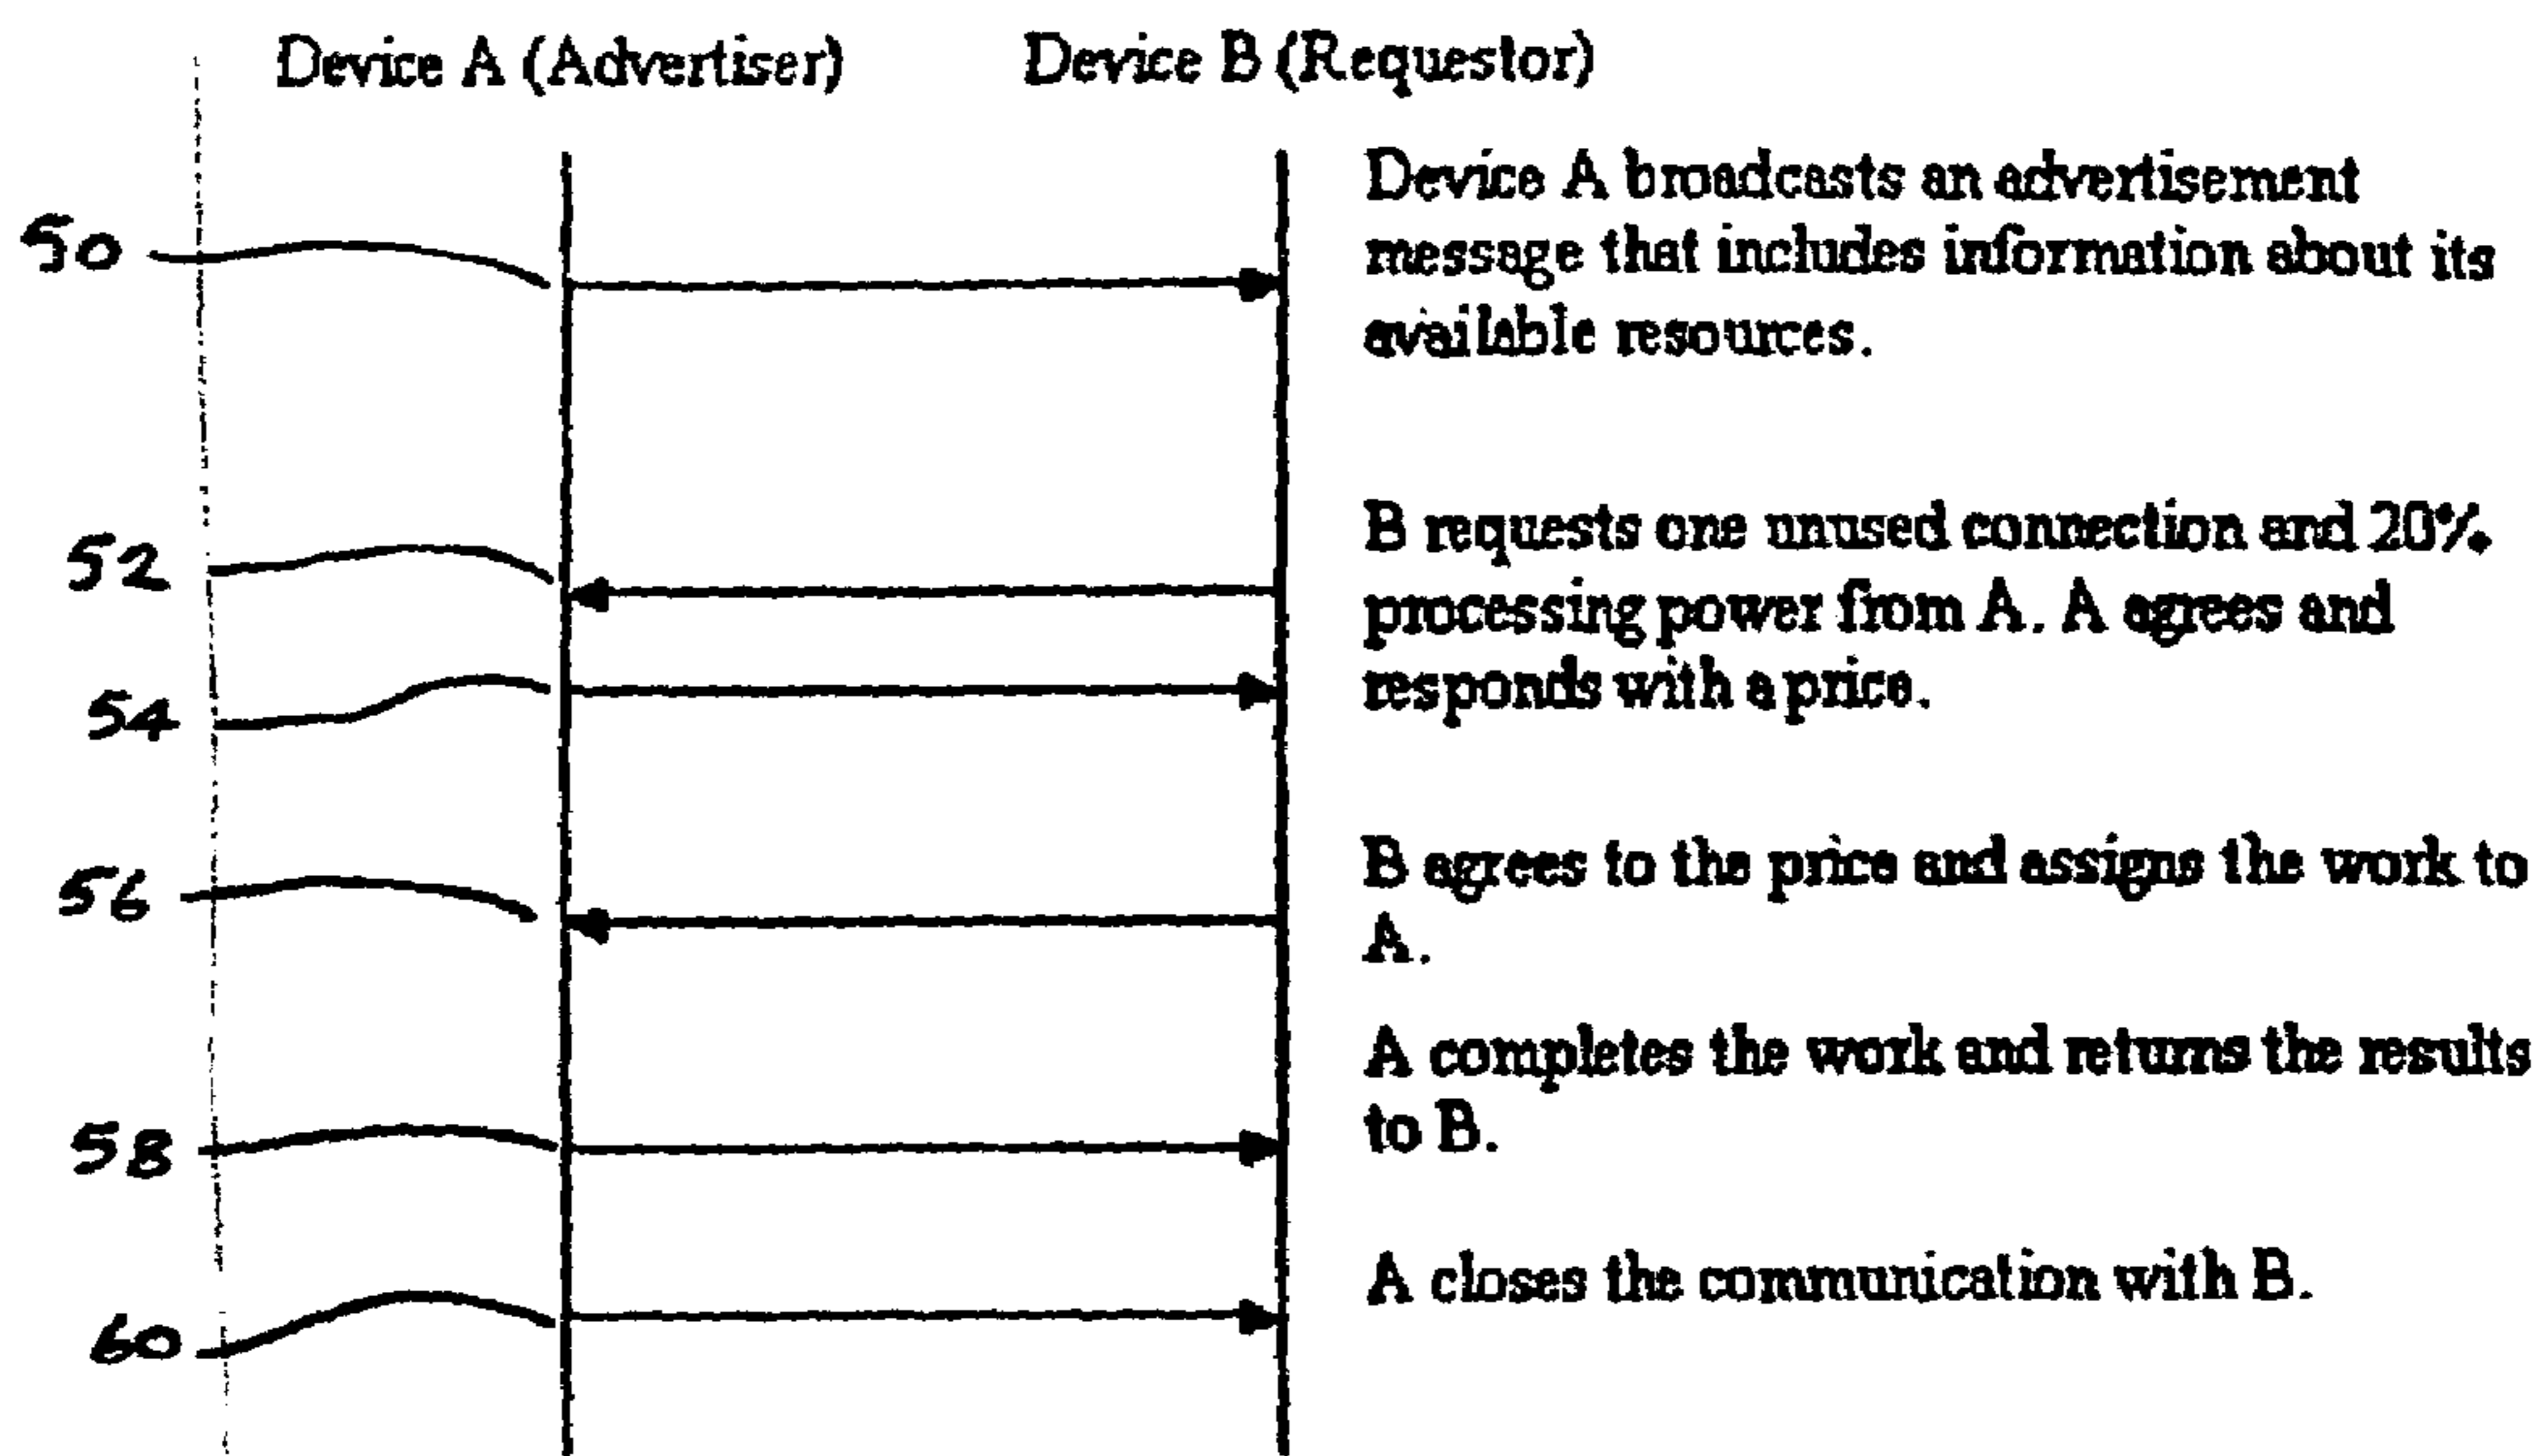 Device A (Advertiser) Device B (Requestor)
Device A broadcasts an advertisement
50
message that includes information about its
available resources.
B requests one unused connection and 20%
52
processing power from A. A agrees and
54
responds with a price.
B agrees to the price and assigns the work to
56
A.
A completes the work and returns the results
58
to B.
A closes the communication with B.
60